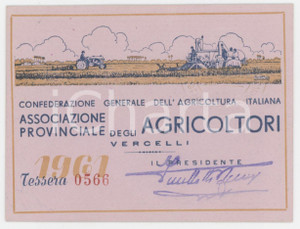 CONFEDERAZIONE GENERALE DELL'AGRICOLTURA ITALIANA
ASSOCIAZIONE
PROVINCIALE DEGLI AGRICOLTORI
VERCELLI
IL PRESIDENTE
1961
Tessera 0566